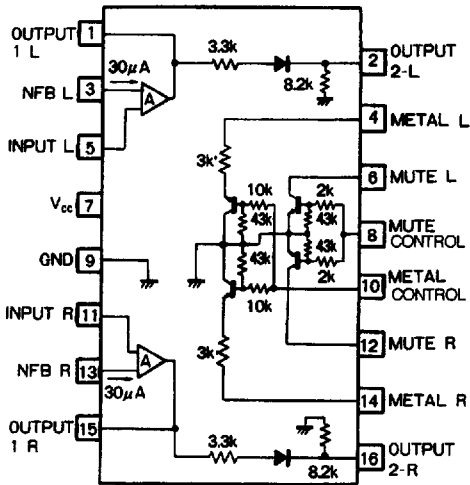 OUTPUT
1 L
1
3.3k
2
OUTPUT
2-L
30μA
8.2k
NFB L
3
A
4
METAL L
INPUT L
5
3k
6
MUTE L
10k
2k
Vcc
7
43k
43k
8
MUTE
CONTROL
43k
43k
GND
9
2k
10
METAL
CONTROL
10k
INPUT R
11
12
MUTE R
3k
A
NFB R
13
30μA
14
METAL R
OUTPUT
1 R
15
3.3k
8.2k
16
OUTPUT
2-R